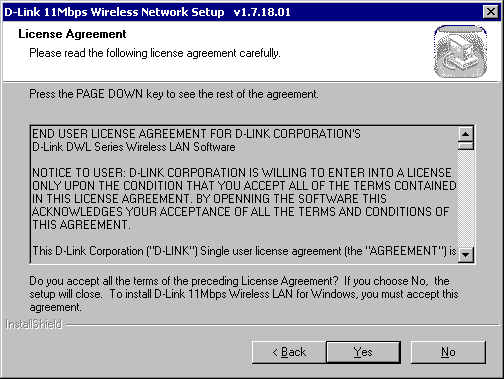 D-Link 11Mbps Wireless Network Setup v1.7.18.01
License Agreement
Please read the following license agreement carefully.
Press the PAGE DOWN key to see the rest of the agreement.
END USER LICENSE AGREEMENT FOR D-LINK CORPORATION'S
D-Link DWL Series Wireless LAN Software
NOTICE TO USER: D-LINK CORPORATION IS WILLING TO ENTER INTO A LICENSE
ONLY UPON THE CONDITION THAT YOU ACCEPT ALL OF THE TERMS CONTAINED
IN THIS LICENSE AGREEMENT. BY OPENNING THE SOFTWARE THIS
ACKNOWLEDGES YOUR ACCEPTANCE OF ALL THE TERMS AND CONDITIONS OF
THIS AGREEMENT.
This D-Link Corporation ("D-LINK") Single user license agreement (the "AGREEMENT") is
Do you accept all the terms of the preceding License Agreement? If you choose No, the
setup will close. To install D-Link 11Mbps Wireless LAN for Windows, you must accept this
agreement.
InstallShield
< Back Yes No